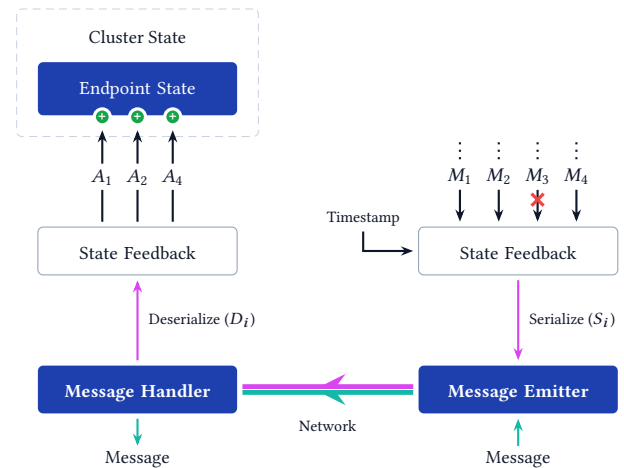 Cluster State
Endpoint State
A1 A2 A4
M1 M2 M3 M4
Timestamp
State Feedback
State Feedback
Deserialize (Di)
Serialize (Si)
Message Handler
Message Emitter
Network
Message
Message